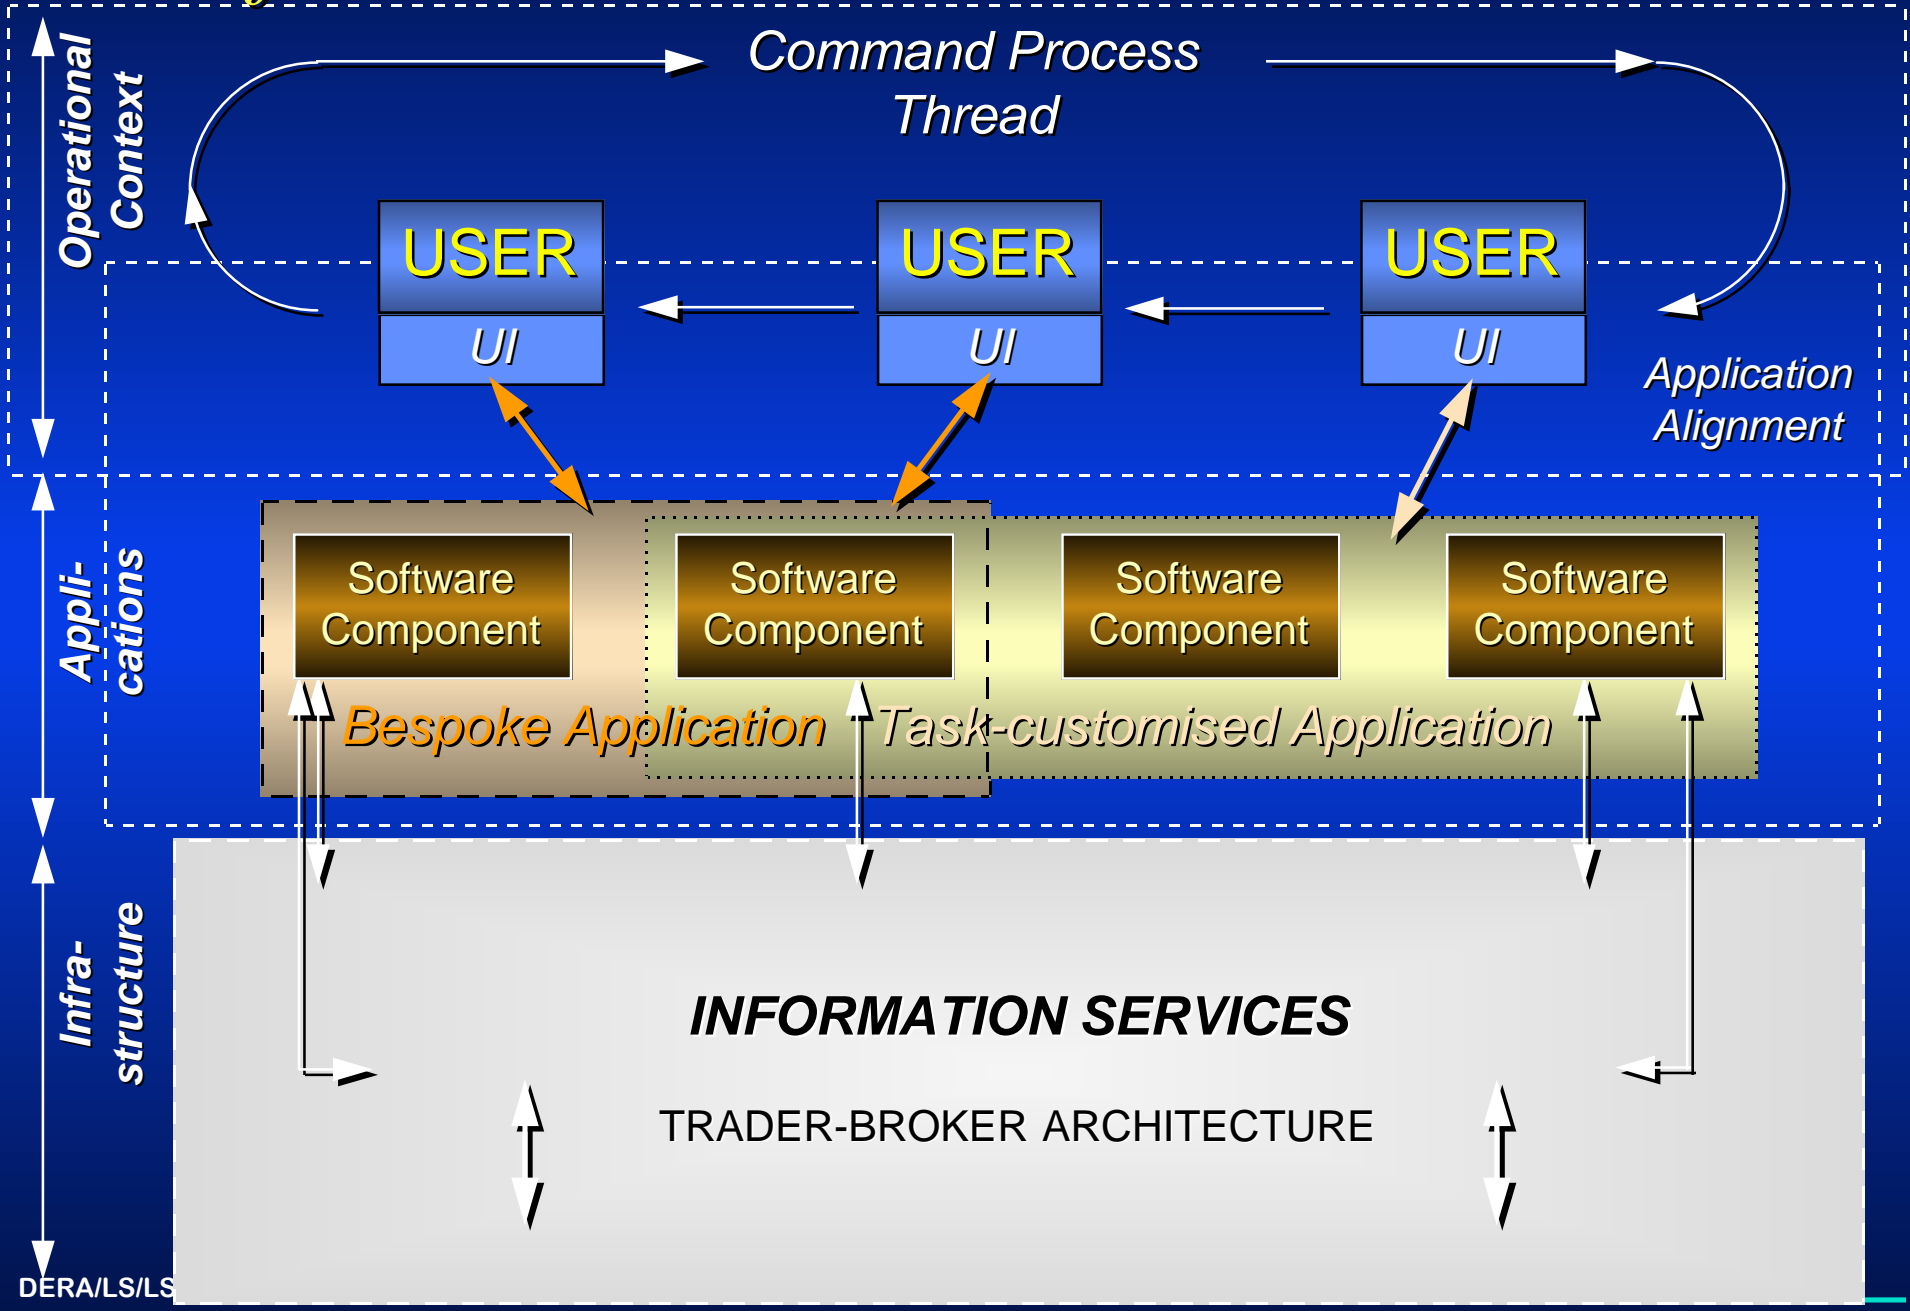 Command Process
Thread
Operational
Context
USER
USER
USER
UI
UI
UI
Application
Alignment
Appli-
cations
Software
Component
Software
Component
Software
Component
Software
Component
Bespoke Application
Task-customised Application
Infra-
structure
INFORMATION SERVICES
TRADER-BROKER ARCHITECTURE
DERA/LS/LS